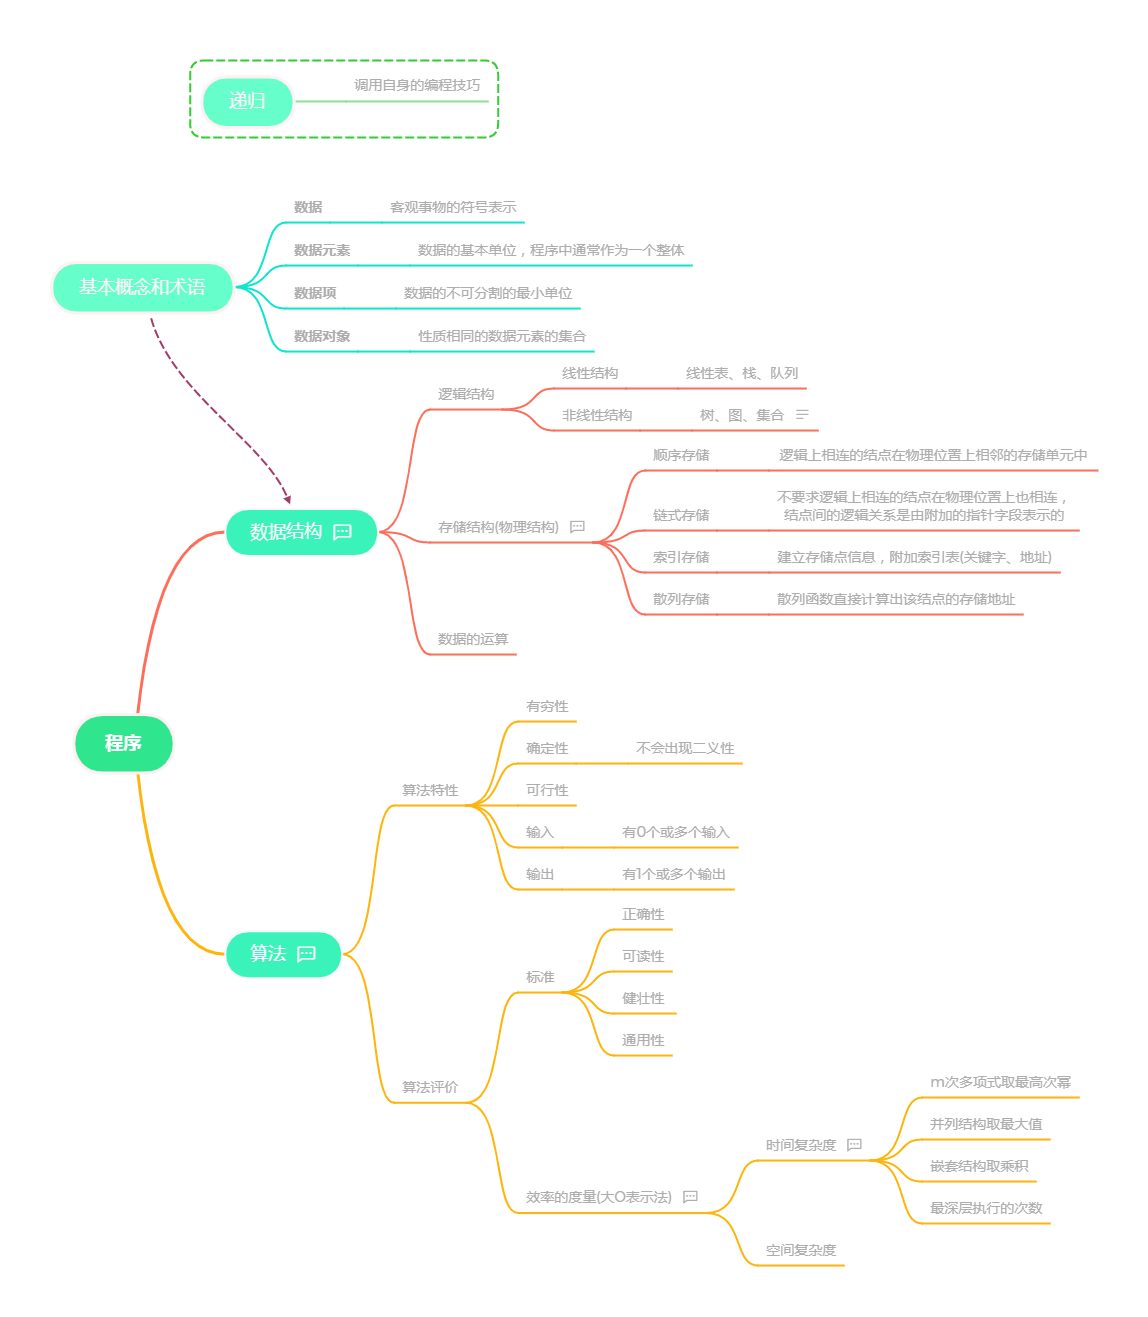 递归
调用自身的编程技巧
基本概念和术语
数据
客观事物的符号表示
数据元素
数据的基本单位，程序中通常作为一个整体
数据项
数据的不可分割的最小单位
数据对象
性质相同的数据元素的集合
程序
数据结构
逻辑结构
线性结构
线性表、栈、队列
非线性结构
树、图、集合
存储结构(物理结构)
顺序存储
逻辑上相连的结点在物理位置上相邻的存储单元中
链式存储
不要求逻辑上相连的结点在物理位置上也相连，
结点间的逻辑关系是由附加的指针字段表示的
索引存储
建立存储点信息，附加索引表(关键字、地址)
散列存储
散列函数直接计算出该结点的存储地址
数据的运算
算法
算法特性
有穷性
确定性
不会出现二义性
可行性
输入
有0个或多个输入
输出
有1个或多个输出
算法评价
标准
正确性
可读性
健壮性
通用性
效率的度量(大O表示法)
时间复杂度
m次多项式取最高次幂
并列结构取最大值
嵌套结构取乘积
最深层执行的次数
空间复杂度